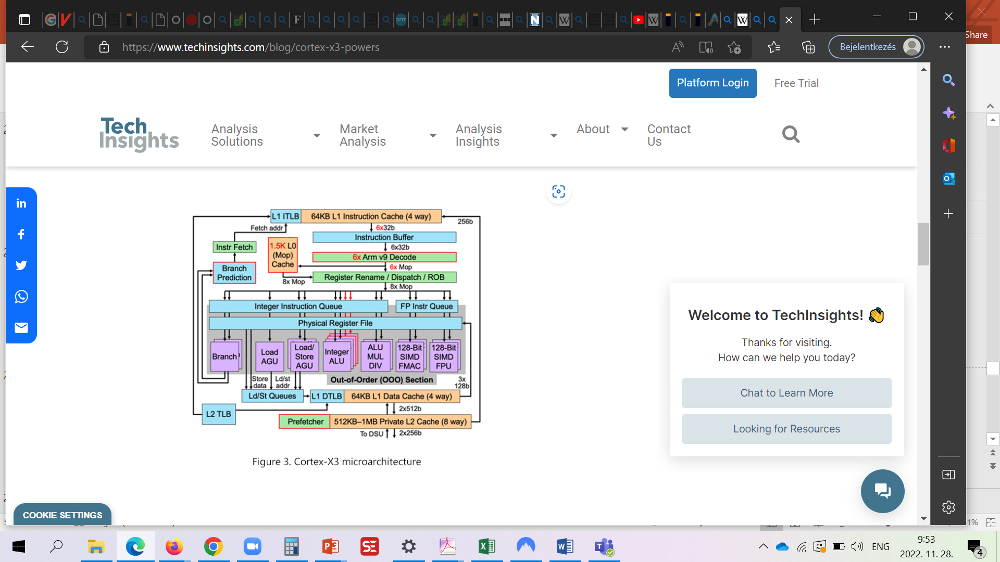 Share
https://www.techinsights.com/blog/cortex-x3-powers
Bejelentkezés
Platform Login
Free Trial
Tech
Insights
Analysis
Solutions
Market
Analysis
Analysis
Insights
About
Contact
Us
L1 ITLB
64KB L1 Instruction Cache (4 way)
256b
Fetch addr
6x32b
Instruction Buffer
Instr Fetch
1.5K L0
(Mop)
Cache
6x32b
6x Arm v9 Decode
Branch
Prediction
6x Mop
Register Rename / Dispatch / ROB
8x Mop
8x Mop
Integer Instruction Queue
FP Instr Queue
Physical Register File
Branch
Load
AGU
Load/
Store
AGU
Integer
ALU
ALU
MUL
DIV
128-Bit
SIMD
FMAC
128-Bit
SIMD
FPU
Store
data
Ld/st
addr
Out-of-Order (OOO) Section
3x
128b
Ld/St Queues
L1 DTLB
64KB L1 Data Cache (4 way)
L2 TLB
2x512b
Prefetcher
512KB–1MB Private L2 Cache (8 way)
To DSU
2x256b
Figure 3. Cortex-X3 microarchitecture
Welcome to TechInsights! 👋
Thanks for visiting.
How can we help you today?
Chat to Learn More
Looking for Resources
COOKIE SETTINGS
1%
ENG
9:53
2022. 11. 28.
4